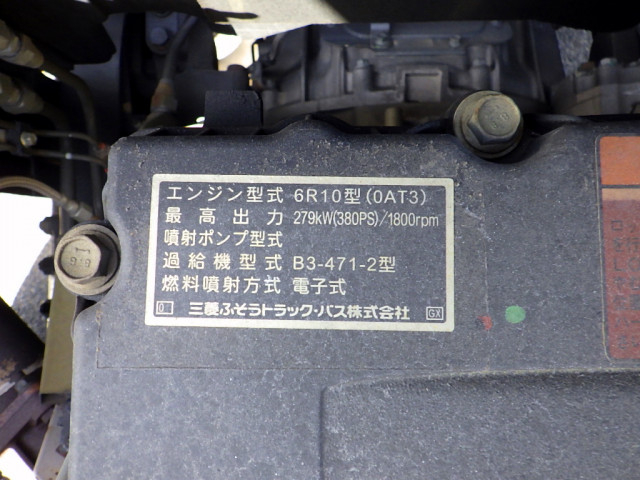 エンジン型式 6R10型(0AT3)
最高出力 279kW(380PS)/1800rpm
噴射ポンプ型式
過給機型式 B3-471-2型
燃料噴射方式 電子式
0 三菱ふそうトラック・バス株式会社 GX